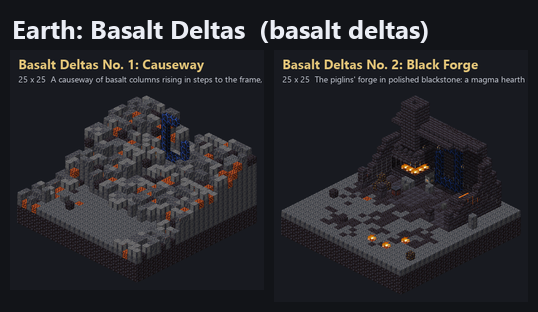 Earth: Basalt Deltas (basalt deltas)
Basalt Deltas No. 1: Causeway
25 x 25 A causeway of basalt columns rising in steps to the frame,
Basalt Deltas No. 2: Black Forge
25 x 25 The piglins' forge in polished blackstone: a magma hearth